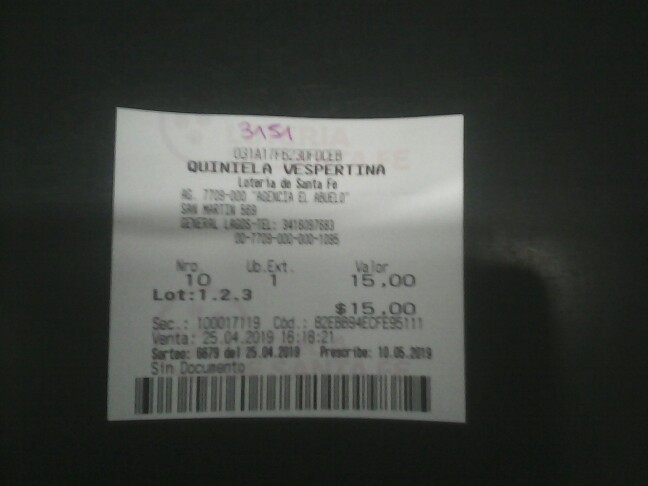 3151
LOTERIA
031A17F623DFDCEB
QUINIELA VESPERTINA
Lotería de Santa Fe
AG. 7709-000 "AGENCIA EL ABUELO"
SAN MARTIN 569
GENERAL LAGOS-TEL: 3416097683
00-7709-000-000-1095
Nro Ub.Ext. Valor
10 1 15.00
Lot:1.2.3
$15.00
Sec.: 100017119 Cód.: 82EBB94ECFE95111
Venta: 25.04.2019 16:18:21
Sorteo: 6679 del 25.04.2019 Prescribe: 10.05.2019
Sin Documento